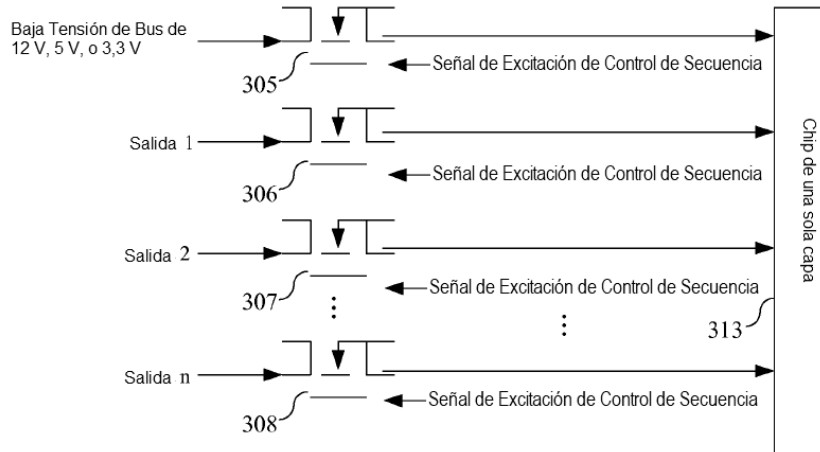 Baja Tensión de Bus de
12 V, 5 V, o 3,3 V
305
Señal de Excitación de Control de Secuencia
Salida 1
306
Señal de Excitación de Control de Secuencia
Salida 2
307
Señal de Excitación de Control de Secuencia
Salida n
308
Señal de Excitación de Control de Secuencia
313
Chip de una sola
capa